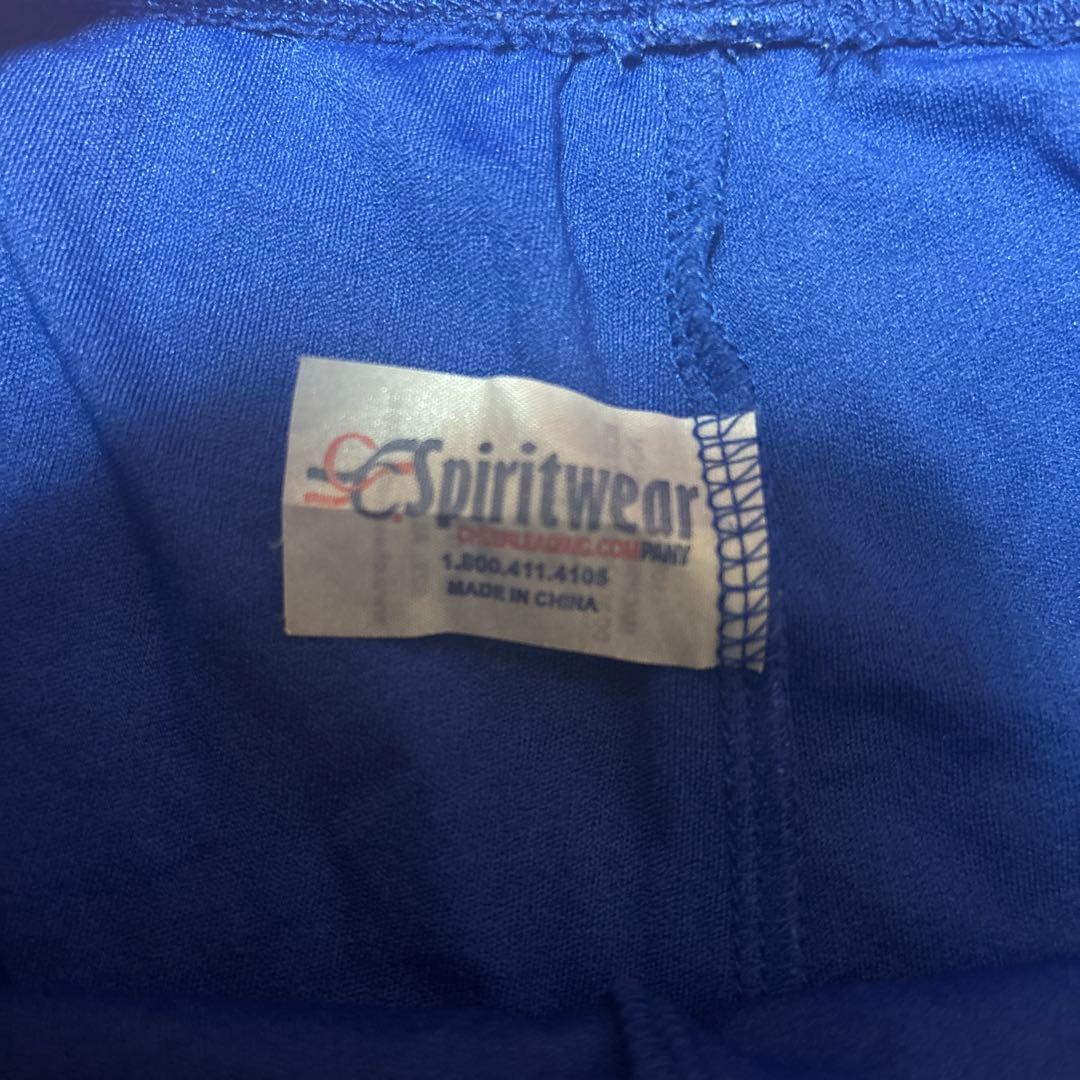 Spiritwear
CHEERLEADING.COMPANY
1.800.411.4105
MADE IN CHINA